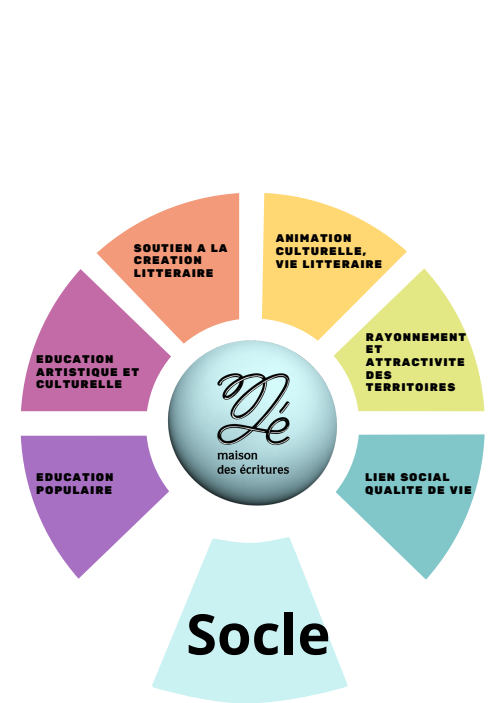 SOUTIEN A LA
CREATION
LITTERAIRE
ANIMATION
CULTURELLE,
VIE LITTERAIRE
EDUCATION
ARTISTIQUE ET
CULTURELLE
RAYONNEMENT
ET
ATTRACTIVITE
DES
TERRITOIRES
Mé
maison
des écritures
EDUCATION
POPULAIRE
LIEN SOCIAL
QUALITE DE VIE
Socle